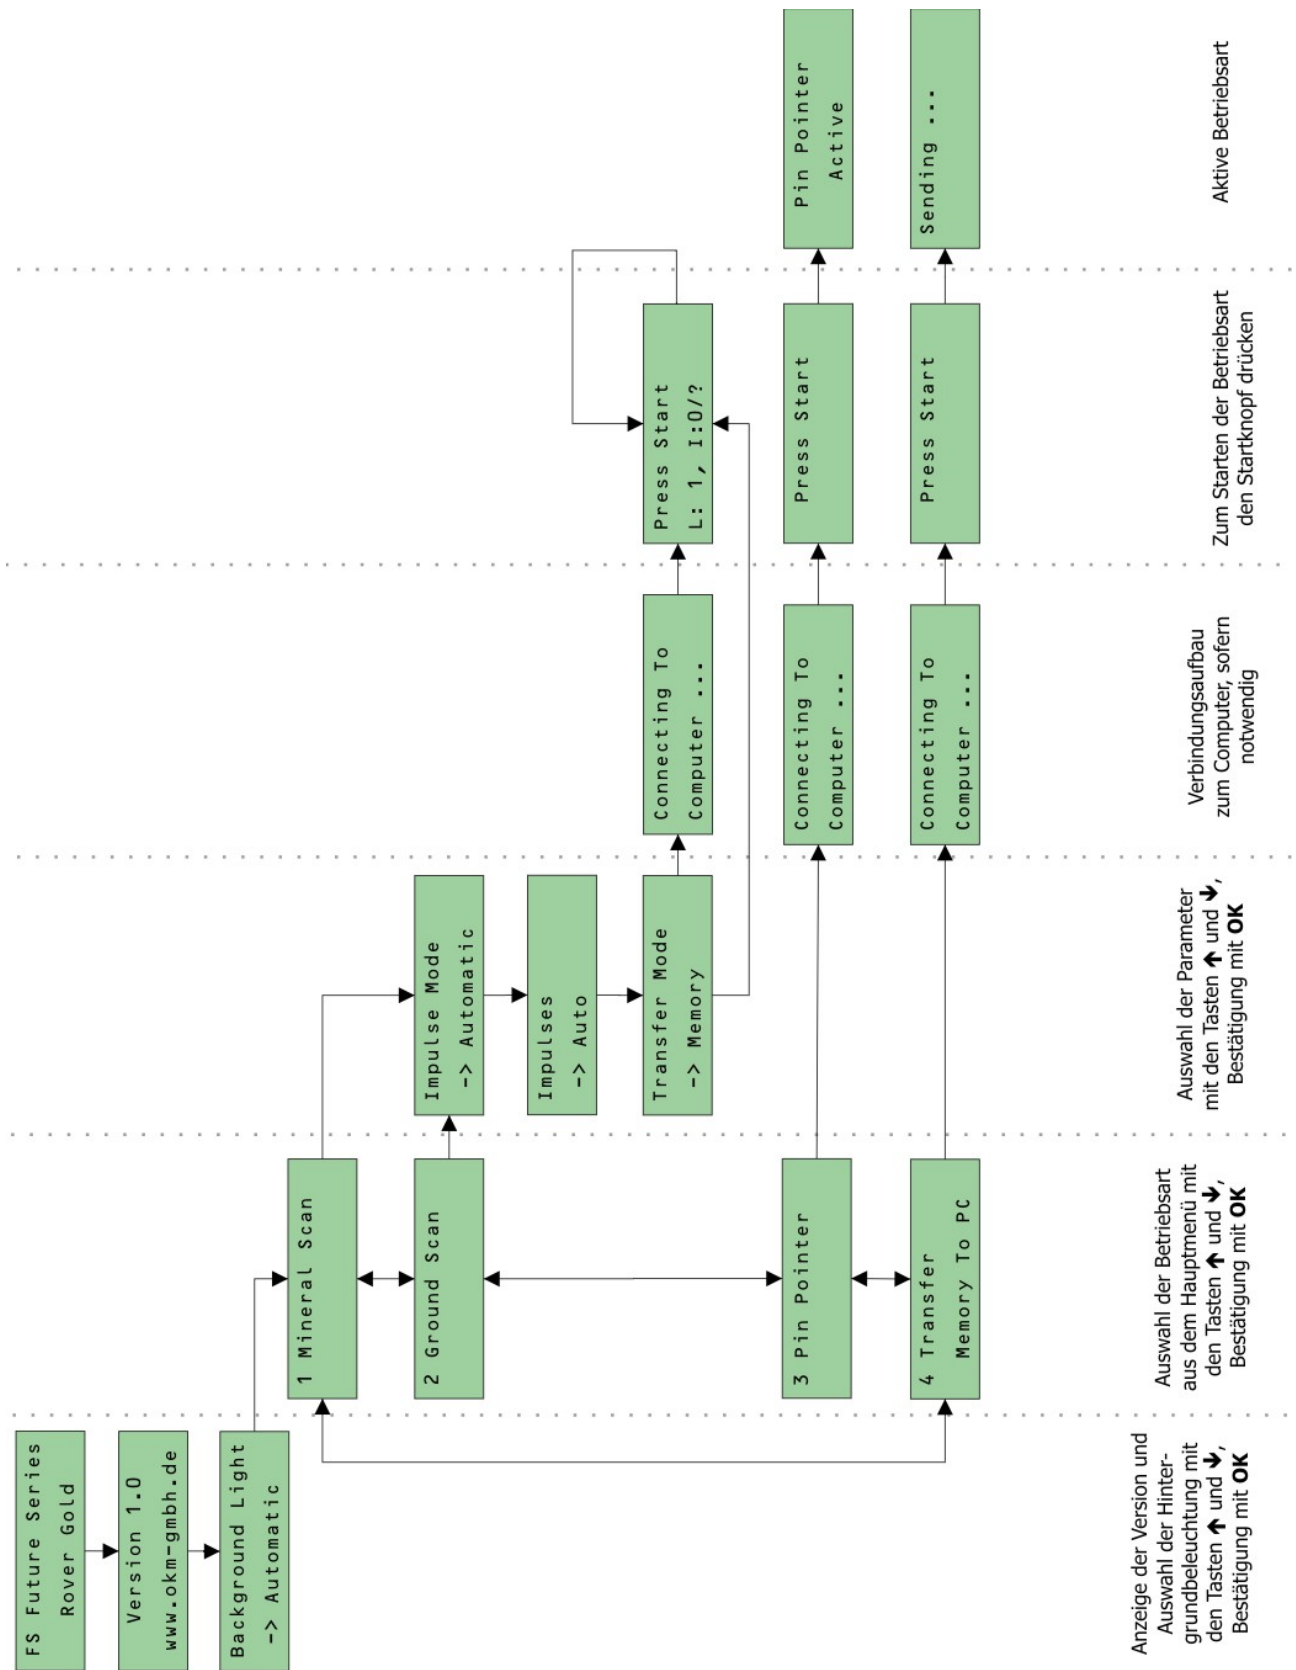 FS Future Series
Rover Gold
Version 1.0
www.okm-gmbh.de
Background Light
-> Automatic
Anzeige der Version und
Auswahl der Hinter-
grundbeleuchtung mit
den Tasten ↑ und ↓,
Bestätigung mit OK
1 Mineral Scan
2 Ground Scan
3 Pin Pointer
4 Transfer
Memory To PC
Auswahl der Betriebsart
aus dem Hauptmenü mit
den Tasten ↑ und ↓,
Bestätigung mit OK
Impulse Mode
-> Automatic
Impulses
-> Auto
Transfer Mode
-> Memory
Auswahl der Parameter
mit den Tasten ↑ und ↓,
Bestätigung mit OK
Connecting To
Computer ...
Connecting To
Computer ...
Connecting To
Computer ...
Verbindungsaufbau
zum Computer, sofern
notwendig
Press Start
L: 1, I:0/?
Press Start
Press Start
Zum Starten der Betriebsart
den Startknopf drücken
Pin Pointer
Active
Sending ...
Aktive Betriebsart